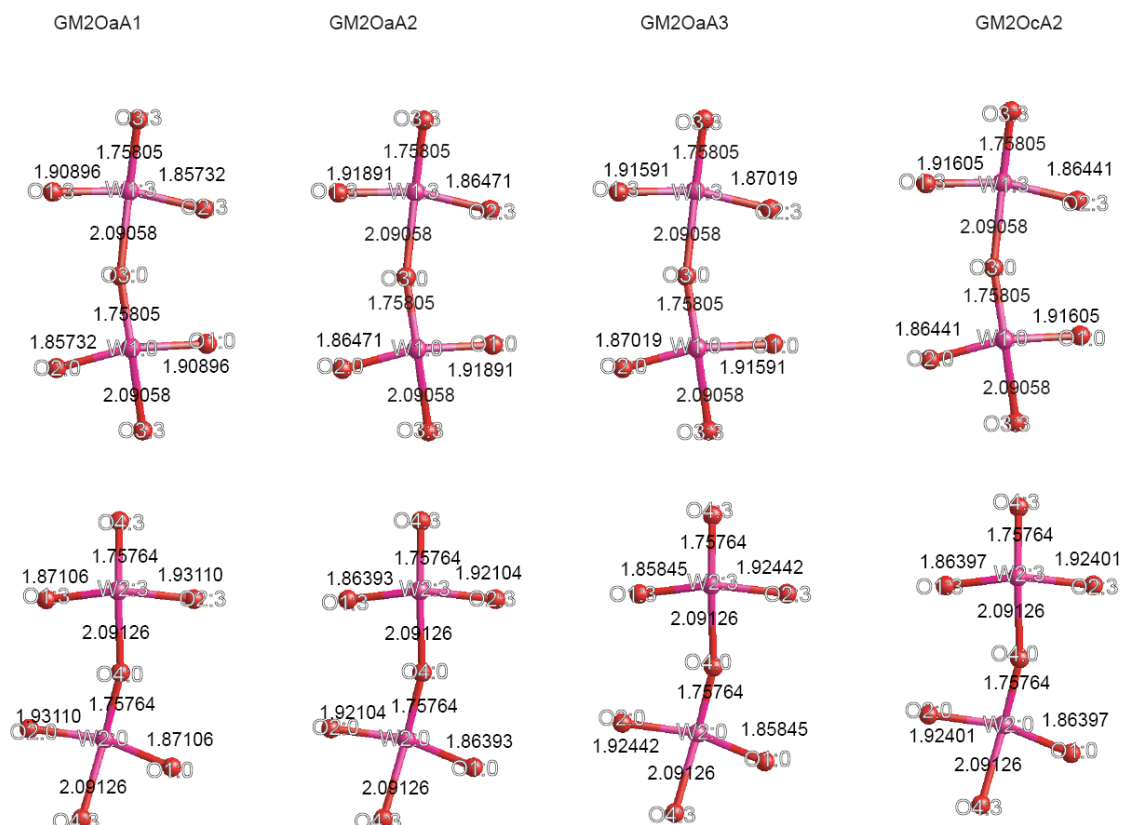 GM2OaA1 GM2OaA2 GM2OaA3 GM2OcA2
O3:3 O3:3 O3:3 O3:3
1.75805 1.75805 1.75805 1.75805
1.90896 1.85732 1.91891 1.86471 1.91591 1.87019 1.91605 1.86441
O1:3 W1:3 O2:3 O1:3 W1:3 O2:3 O1:3 W1:3 O2:3 O1:3 W1:3 O2:3
2.09058 2.09058 2.09058 2.09058
O3:0 O3:0 O3:0 O3:0
1.75805 1.75805 1.75805 1.75805
1.85732 W1:0 O1:0 1.86471 W1:0 O1:0 1.87019 W1:0 O1:0 1.86441 W1:0 1.91605 O1:0
O2:0 1.90896 O2:0 1.91891 O2:0 1.91591 O2:0
2.09058 2.09058 2.09058 2.09058
O3:3 O3:3 O3:3 O3:3
O4:3 O4:3 O4:3 O4:3
1.75764 1.75764 1.75764 1.75764
1.87106 1.93110 1.86393 1.92104 1.85845 1.92442 1.86397 1.92401
O1:3 W2:3 O2:3 O1:3 W2:3 O2:3 O1:3 W2:3 O2:3 O1:3 W2:3 O2:3
2.09126 2.09126 2.09126 2.09126
O4:0 O4:0 O4:0 O4:0
1.75764 1.75764 1.75764 1.75764
1.93110 1.87106 1.92104 1.86393 O2:0 1.85845 O2:0 1.86397
O2:0 W2:0 O1:0 O2:0 W2:0 O1:0 1.92442 W2:0 O1:0 1.92401 W2:0 O1:0
2.09126 2.09126 2.09126 2.09126
O4:3 O4:3 O4:3 O4:3